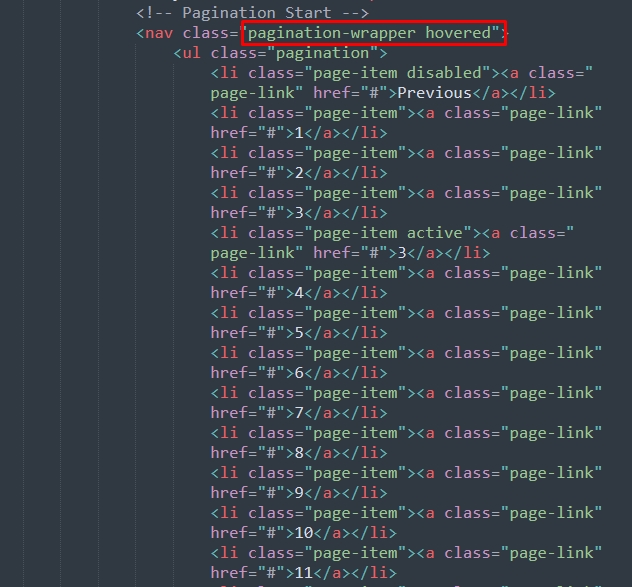 <!-- Pagination Start -->
<nav class="pagination-wrapper hovered">
<ul class="pagination">
<li class="page-item disabled"><a class="
page-link" href="#">Previous</a></li>
<li class="page-item"><a class="page-link"
href="#">1</a></li>
<li class="page-item"><a class="page-link"
href="#">2</a></li>
<li class="page-item"><a class="page-link"
href="#">3</a></li>
<li class="page-item active"><a class="
page-link" href="#">3</a></li>
<li class="page-item"><a class="page-link"
href="#">4</a></li>
<li class="page-item"><a class="page-link"
href="#">5</a></li>
<li class="page-item"><a class="page-link"
href="#">6</a></li>
<li class="page-item"><a class="page-link"
href="#">7</a></li>
<li class="page-item"><a class="page-link"
href="#">8</a></li>
<li class="page-item"><a class="page-link"
href="#">9</a></li>
<li class="page-item"><a class="page-link"
href="#">10</a></li>
<li class="page-item"><a class="page-link"
href="#">11</a></li>